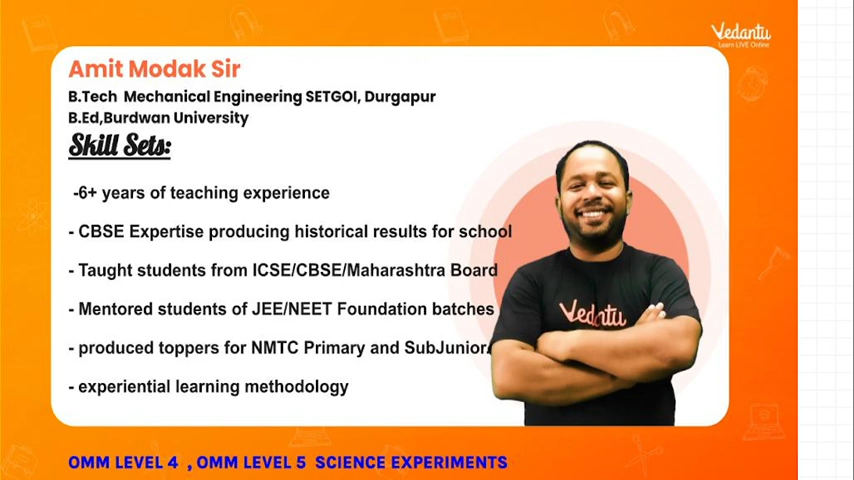 Vedantu
Learn LIVE Online
Amit Modak Sir
B.Tech Mechanical Engineering SETGOI, Durgapur
B.Ed,Burdwan University
Skill Sets:
-6+ years of teaching experience
- CBSE Expertise producing historical results for school
- Taught students from ICSE/CBSE/Maharashtra Board
- Mentored students of JEE/NEET Foundation batches
- produced toppers for NMTC Primary and SubJunior.
- experiential learning methodology
Vedantu
OMM LEVEL 4 , OMM LEVEL 5 SCIENCE EXPERIMENTS